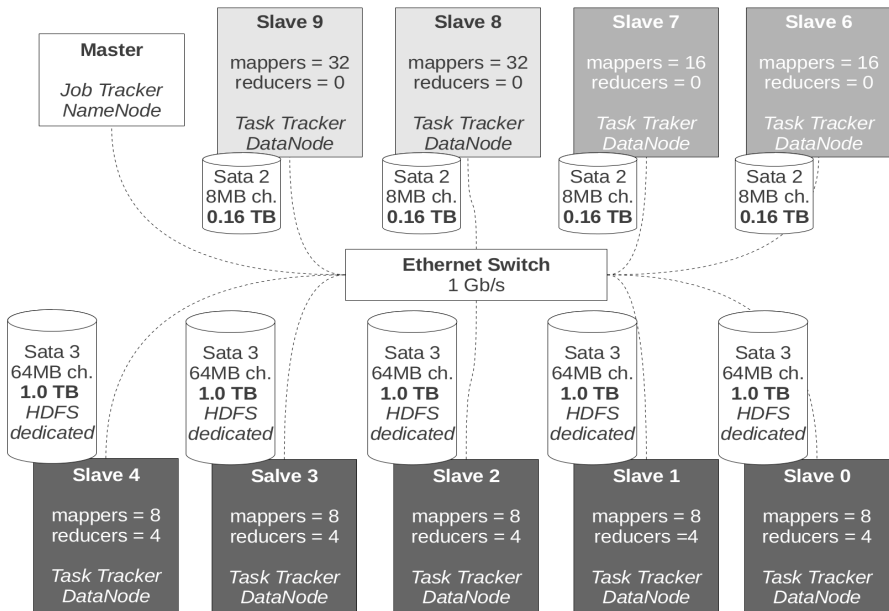 Master
Job Tracker
NameNode
Slave 9
mappers = 32
reducers = 0
Task Tracker
DataNode
Slave 8
mappers = 32
reducers = 0
Task Tracker
DataNode
Slave 7
mappers = 16
reducers = 0
Task Traker
DataNode
Slave 6
mappers = 16
reducers = 0
Task Tracker
DataNode
Sata 2
8MB ch.
0.16 TB
Sata 2
8MB ch.
0.16 TB
Sata 2
8MB ch.
0.16 TB
Sata 2
8MB ch.
0.16 TB
Ethernet Switch
1 Gb/s
Sata 3
64MB ch.
1.0 TB
HDFS
dedicated
Sata 3
64MB ch.
1.0 TB
HDFS
dedicated
Sata 3
64MB ch.
1.0 TB
HDFS
dedicated
Sata 3
64MB ch.
1.0 TB
HDFS
dedicated
Sata 3
64MB ch.
1.0 TB
HDFS
dedicated
Slave 4
mappers = 8
reducers = 4
Task Tracker
DataNode
Salve 3
mappers = 8
reducers = 4
Task Tracker
DataNode
Slave 2
mappers = 8
reducers = 4
Task Tracker
DataNode
Slave 1
mappers = 8
reducers =4
Task Tracker
DataNode
Slave 0
mappers = 8
reducers = 4
Task Tracker
DataNode